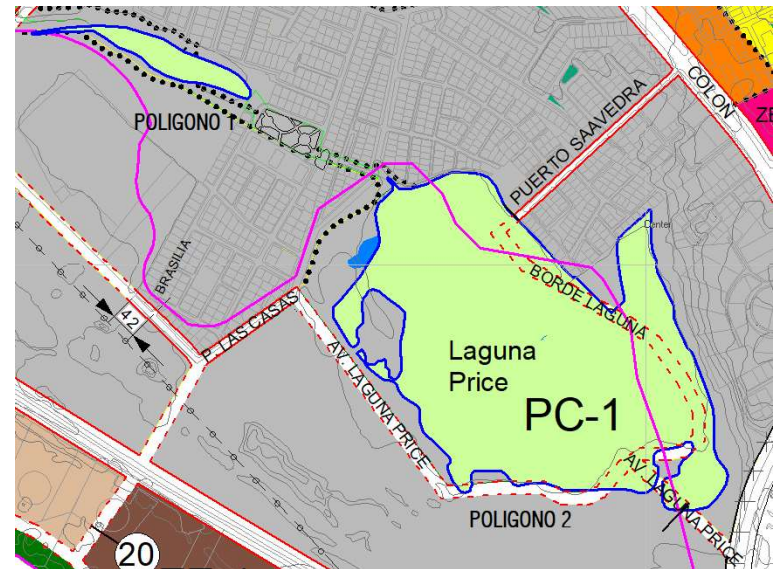 COLON
ZE
POLIGONO 1
PUERTO SAAVEDRA
Center
BRASILIA
BORDE LAGUNA
42
P. LAS CASAS
AV. LAGUNA PRICE
Laguna
Price
PC-1
AV. LAGUNA PRICE
POLIGONO 2
20